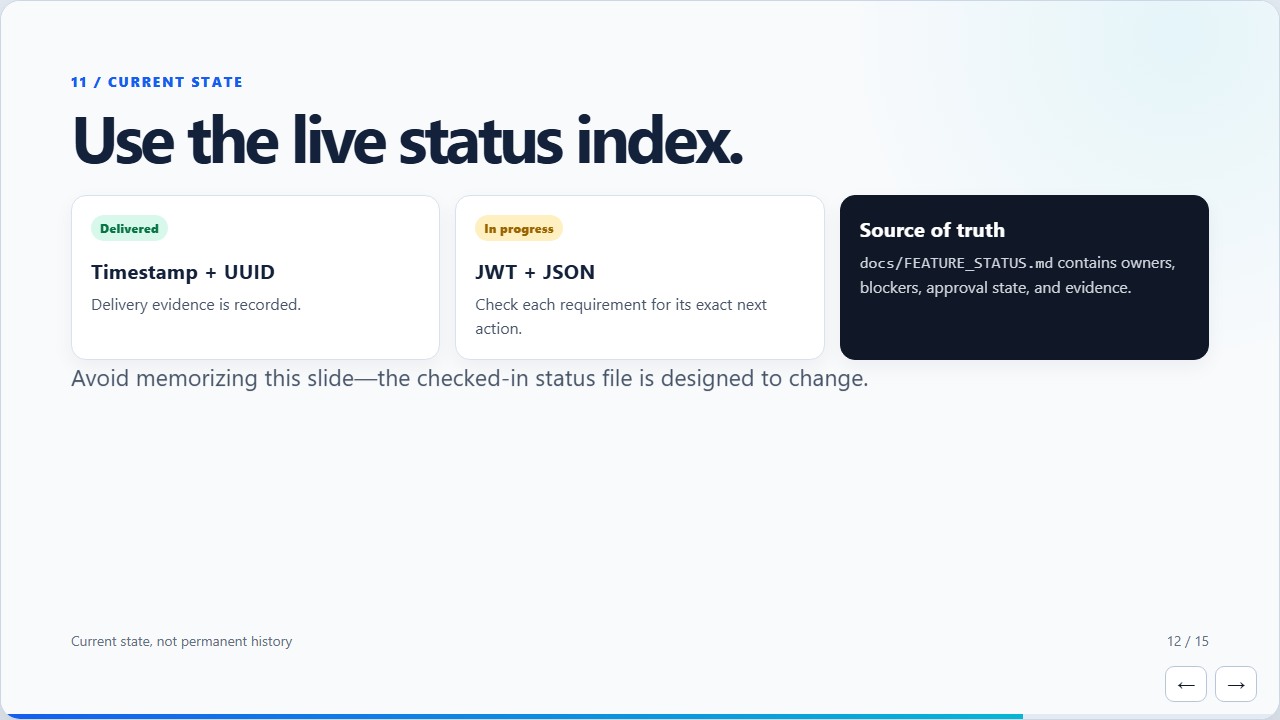 11 / CURRENT STATE
Use the live status index.
Delivered
Timestamp + UUID
Delivery evidence is recorded.
In progress
JWT + JSON
Check each requirement for its exact next
action.
Source of truth
docs/FEATURE_STATUS.md contains owners,
blockers, approval state, and evidence.
Avoid memorizing this slide—the checked-in status file is designed to change.
Current state, not permanent history
12 / 15
← →